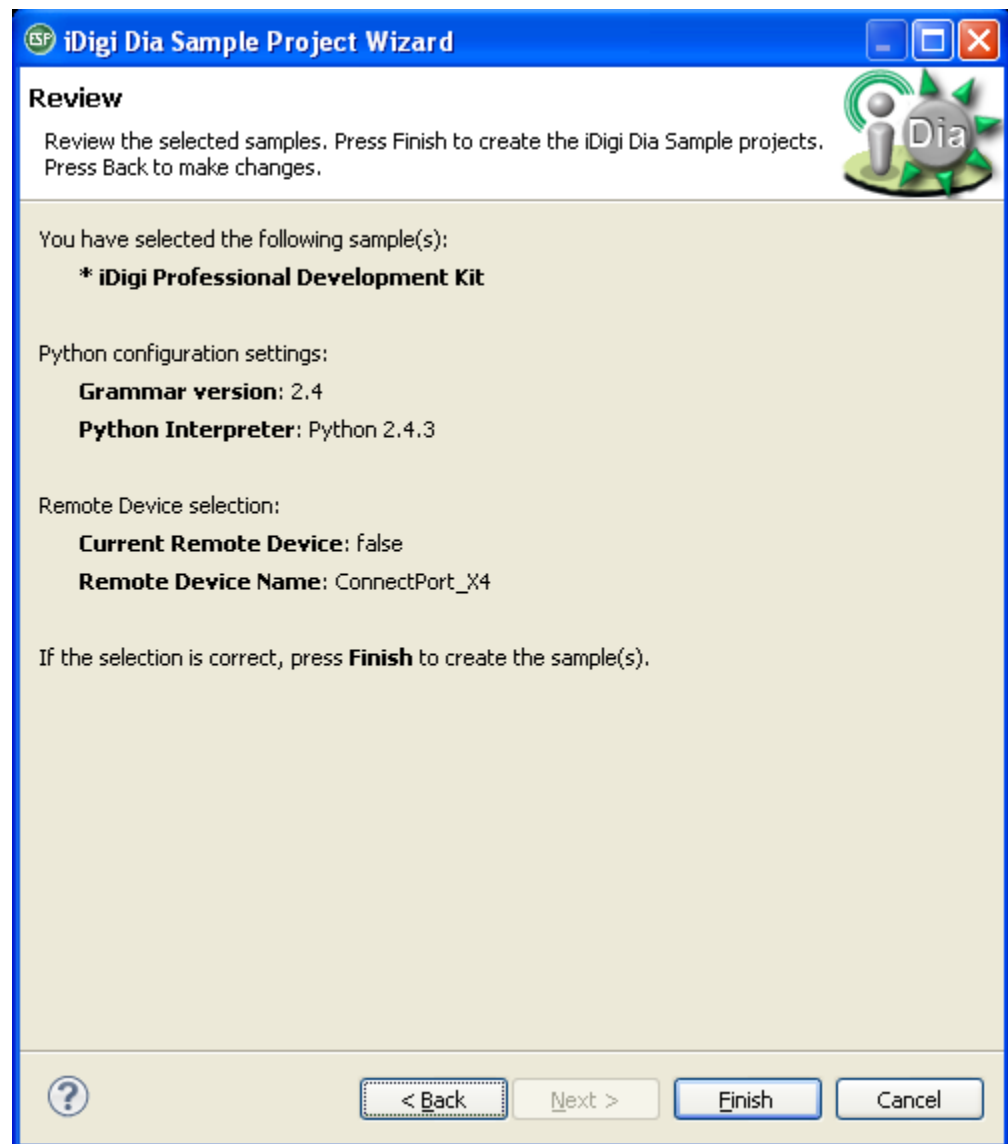 ESP iDigi Dia Sample Project Wizard
Review
Review the selected samples. Press Finish to create the iDigi Dia Sample projects.
Press Back to make changes.
Dia
You have selected the following sample(s):
* iDigi Professional Development Kit
Python configuration settings:
Grammar version: 2.4
Python Interpreter: Python 2.4.3
Remote Device selection:
Current Remote Device: false
Remote Device Name: ConnectPort_X4
If the selection is correct, press Finish to create the sample(s).
? < Back Next > Finish Cancel